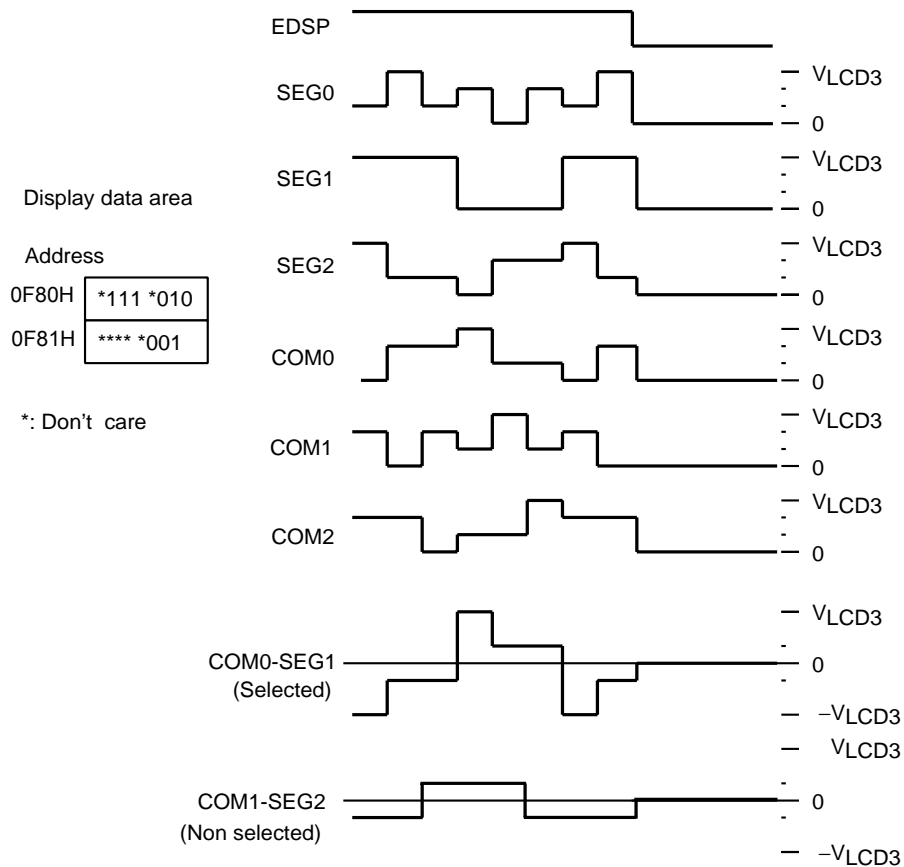 EDSP
SEG0
VLCD3
0
SEG1
VLCD3
0
Display data area
Address
0F80H *111 *010
0F81H **** *001
*: Don't care
SEG2
VLCD3
0
COM0
VLCD3
0
COM1
VLCD3
0
COM2
VLCD3
0
COM0-SEG1
(Selected)
VLCD3
0
−VLCD3
COM1-SEG2
(Non selected)
VLCD3
0
−VLCD3